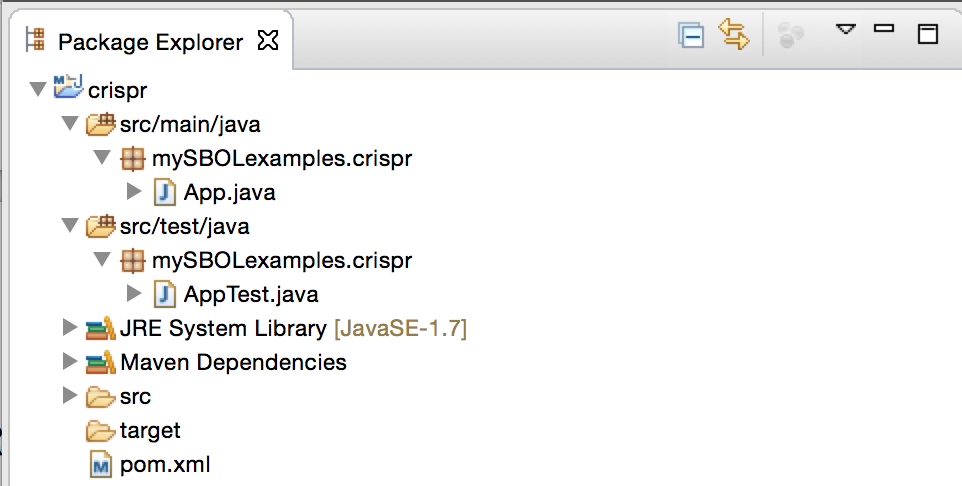 Package Explorer
crispr
src/main/java
mySBOLexamples.crispr
App.java
src/test/java
mySBOLexamples.crispr
AppTest.java
JRE System Library [JavaSE-1.7]
Maven Dependencies
src
target
pom.xml